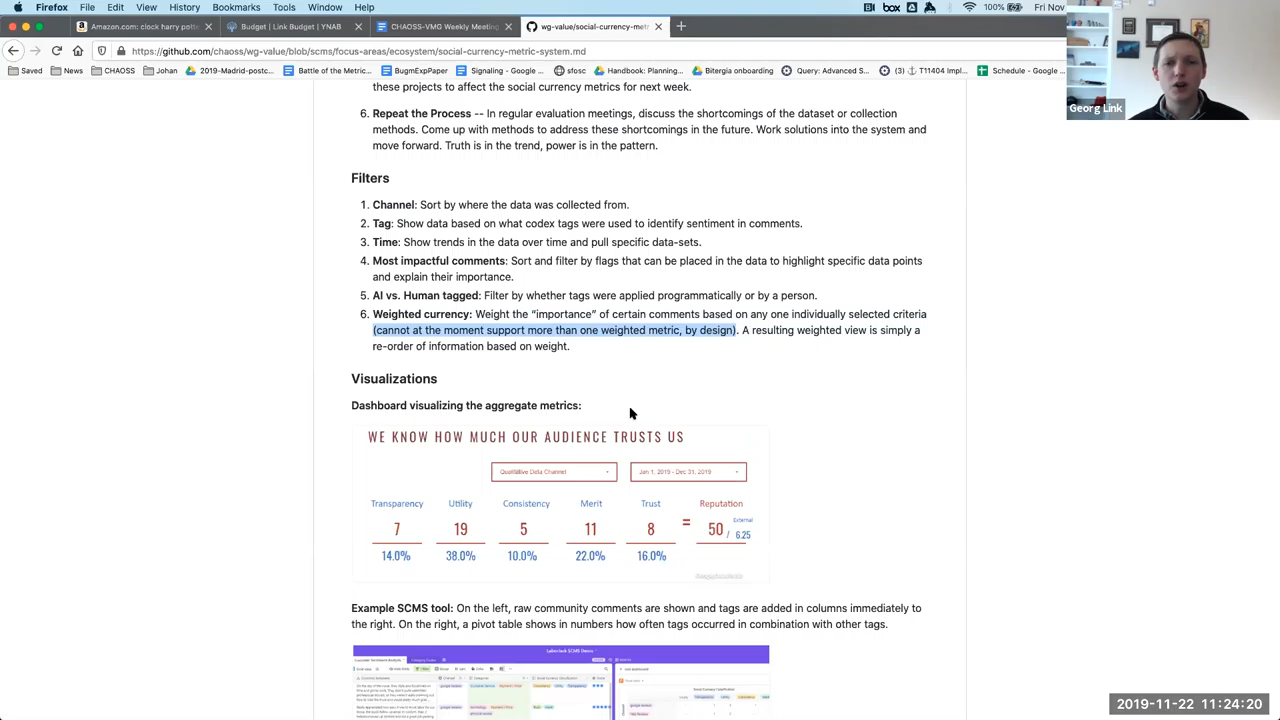 Firefox File Edit View History Bookmarks Tools Window Help
box 100% Fri Nov
Amazon.com: clock harry pott
Budget | Link Budget | YNAB
CHAOSS-VMG Weekly Meeting
wg-value/social-currency-metr
https://github.com/chaoss/wg-value/blob/scms/focus-areas/ecosystem/social-currency-metric-system.md
Saved News CHAOSS Johan 2019-Madrid-postc... Battle of the Metric... BugmExpPaper Signaling - Google ... sfosc Handbook: Planning... Bitergia onboarding Query: Advanced S... (3) T11404 Impl... Schedule - Google ...
Georg Link
these projects to affect the social currency metrics for next week.
6. Repeat the Process -- In regular evaluation meetings, discuss the shortcomings of the dataset or collection
methods. Come up with methods to address these shortcomings in the future. Work solutions into the system and
move forward. Truth is in the trend, power is in the pattern.
Filters
1. Channel: Sort by where the data was collected from.
2. Tag: Show data based on what codex tags were used to identify sentiment in comments.
3. Time: Show trends in the data over time and pull specific data-sets.
4. Most impactful comments: Sort and filter by flags that can be placed in the data to highlight specific data points
and explain their importance.
5. AI vs. Human tagged: Filter by whether tags were applied programmatically or by a person.
6. Weighted currency: Weight the “importance” of certain comments based on any one individually selected criteria
(cannot at the moment support more than one weighted metric, by design). A resulting weighted view is simply a
re-order of information based on weight.
Visualizations
Dashboard visualizing the aggregate metrics:
WE KNOW HOW MUCH OUR AUDIENCE TRUSTS US
Qualitative Data Channel
Jan 1, 2019 - Dec 31, 2019
Transparency Utility Consistency Merit Trust Reputation
7 19 5 11 8 = 50 / External 6.25
14.0% 38.0% 10.0% 22.0% 16.0%
Example SCMS tool: On the left, raw community comments are shown and tags are added in columns immediately to
the right. On the right, a pivot table shows in numbers how often tags occurred in combination with other tags.
2019-11-22 11:24:20